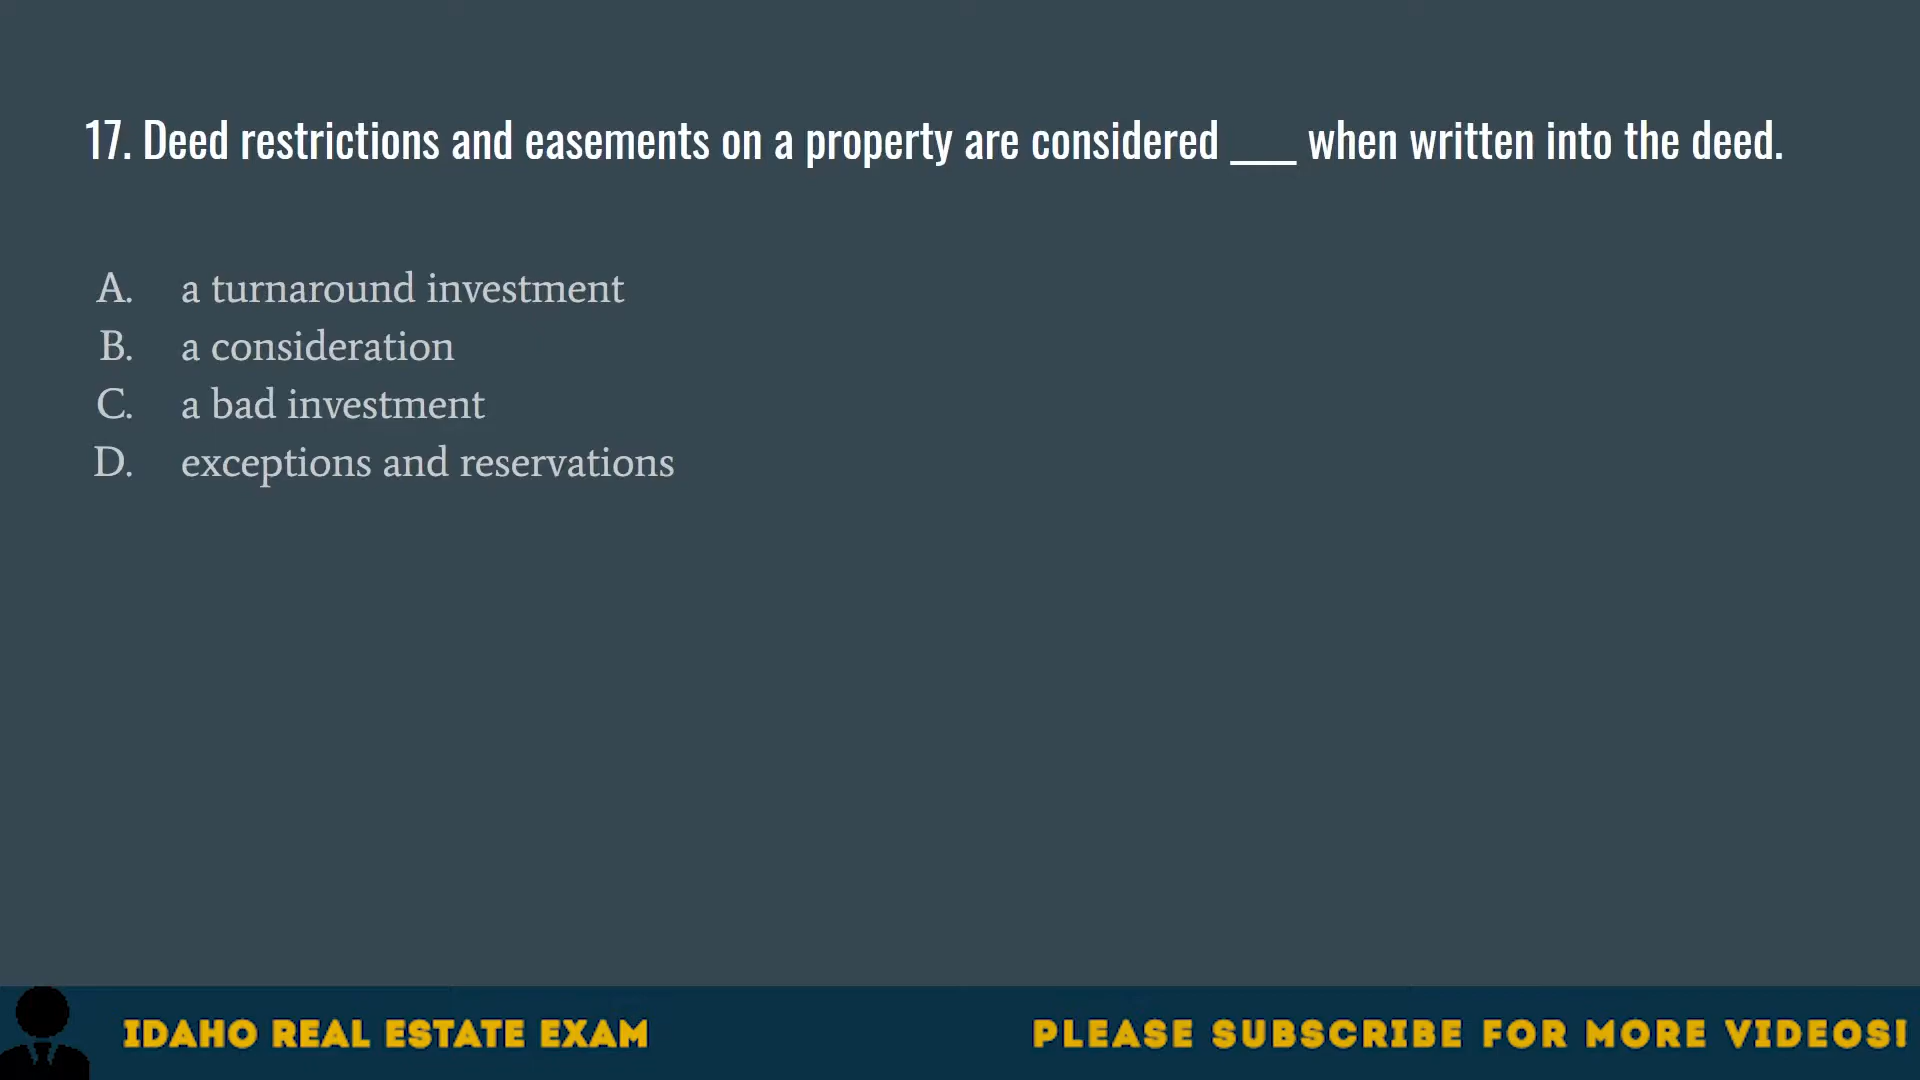 17. Deed restrictions and easements on a property are considered ____ when written into the deed.
A. a turnaround investment
B. a consideration
C. a bad investment
D. exceptions and reservations
IDAHO REAL ESTATE EXAM
PLEASE SUBSCRIBE FOR MORE VIDEOS!